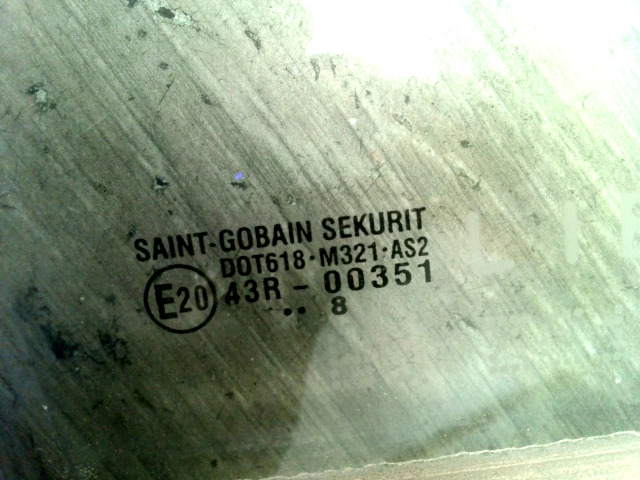 SAINT-GOBAIN SEKURIT
DOT618·M321·AS2
E20 43R - 00351
.. 8